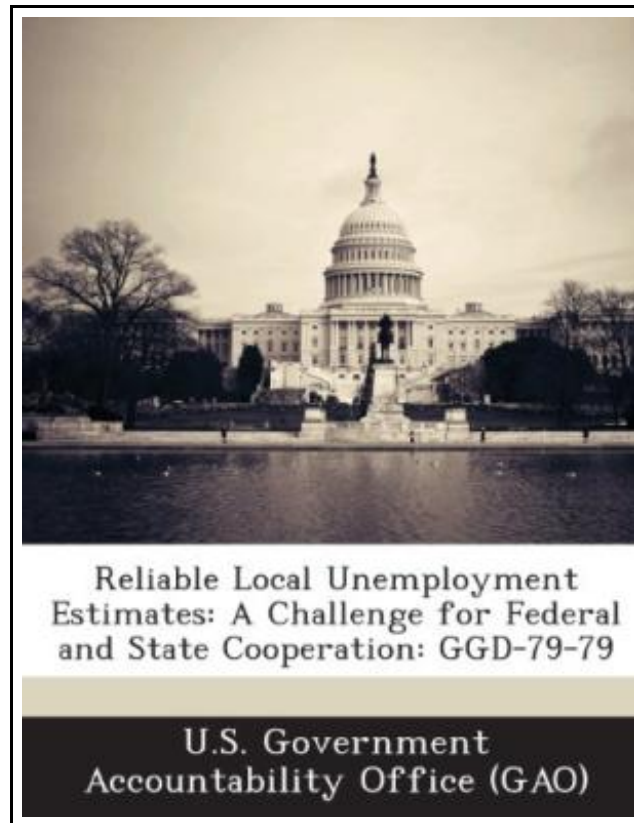 Reliable Local Unemployment
Estimates: A Challenge for Federal
and State Cooperation: GGD-79-79
U.S. Government
Accountability Office (GAO)